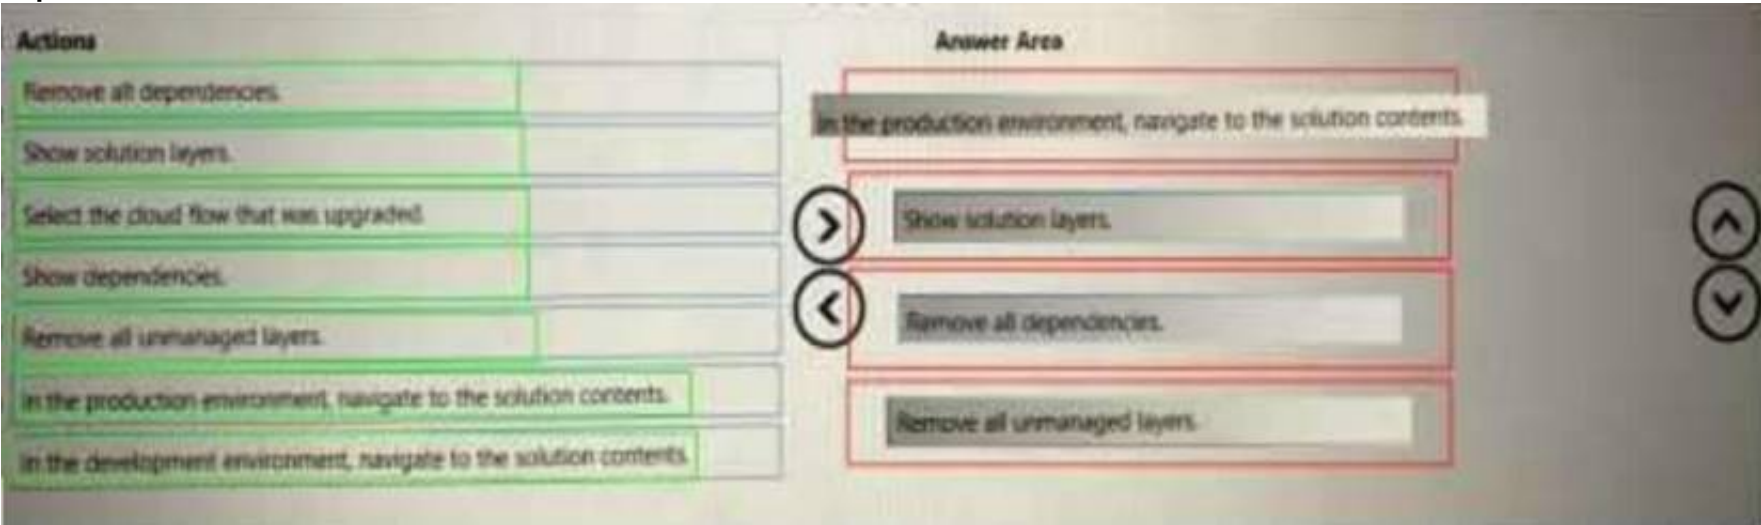 Actions
Remove all dependencies.
Show solution layers.
Select the cloud flow that was upgraded.
Show dependencies.
Remove all unmanaged layers.
In the production environment, navigate to the solution contents.
In the development environment, navigate to the solution contents.
Answer Area
In the production environment, navigate to the solution contents.
Show solution layers.
Remove all dependencies.
Remove all unmanaged layers.